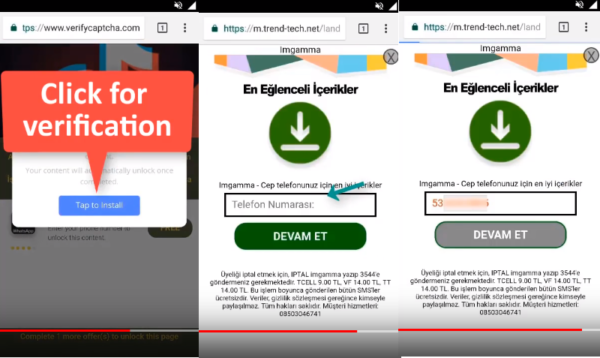 tps://www.verifycaptcha.com
1
Click for
verification
Your content will automatically unlock once
completed.
Tap to Install
Enter your phone number to
unlock this content.
FREE
Complete 1 more offer(s) to unlock this page
https://m.trend-tech.net/land
1
Imgamma
X
En Eğlenceli İçerikler
Imgamma - Cep telefonunuz için en iyi içerikler
Telefon Numarası:
DEVAM ET
Üyeliği iptal etmek için, IPTAL imgamma yazıp 3544'e
göndermeniz gerekmektedir. TCELL 9.00 TL, VF 14.00 TL, TT
14.00 TL. Bu işlem boyunca gönderilen bütün SMS'ler
ücretsizdir. Veriler, gizlilik sözleşmesi gereğince kimseyle
paylaşılmaz. Tüm hakları saklıdır. Müşteri hizmetleri:
08503046741
https://m.trend-tech.net/land
1
Imgamma
X
En Eğlenceli İçerikler
Imgamma - Cep telefonunuz için en iyi içerikler
53
DEVAM ET
Üyeliği iptal etmek için, IPTAL imgamma yazıp 3544'e
göndermeniz gerekmektedir. TCELL 9.00 TL, VF 14.00 TL, TT
14.00 TL. Bu işlem boyunca gönderilen bütün SMS'ler
ücretsizdir. Veriler, gizlilik sözleşmesi gereğince kimseyle
paylaşılmaz. Tüm hakları saklıdır. Müşteri hizmetleri:
08503046741